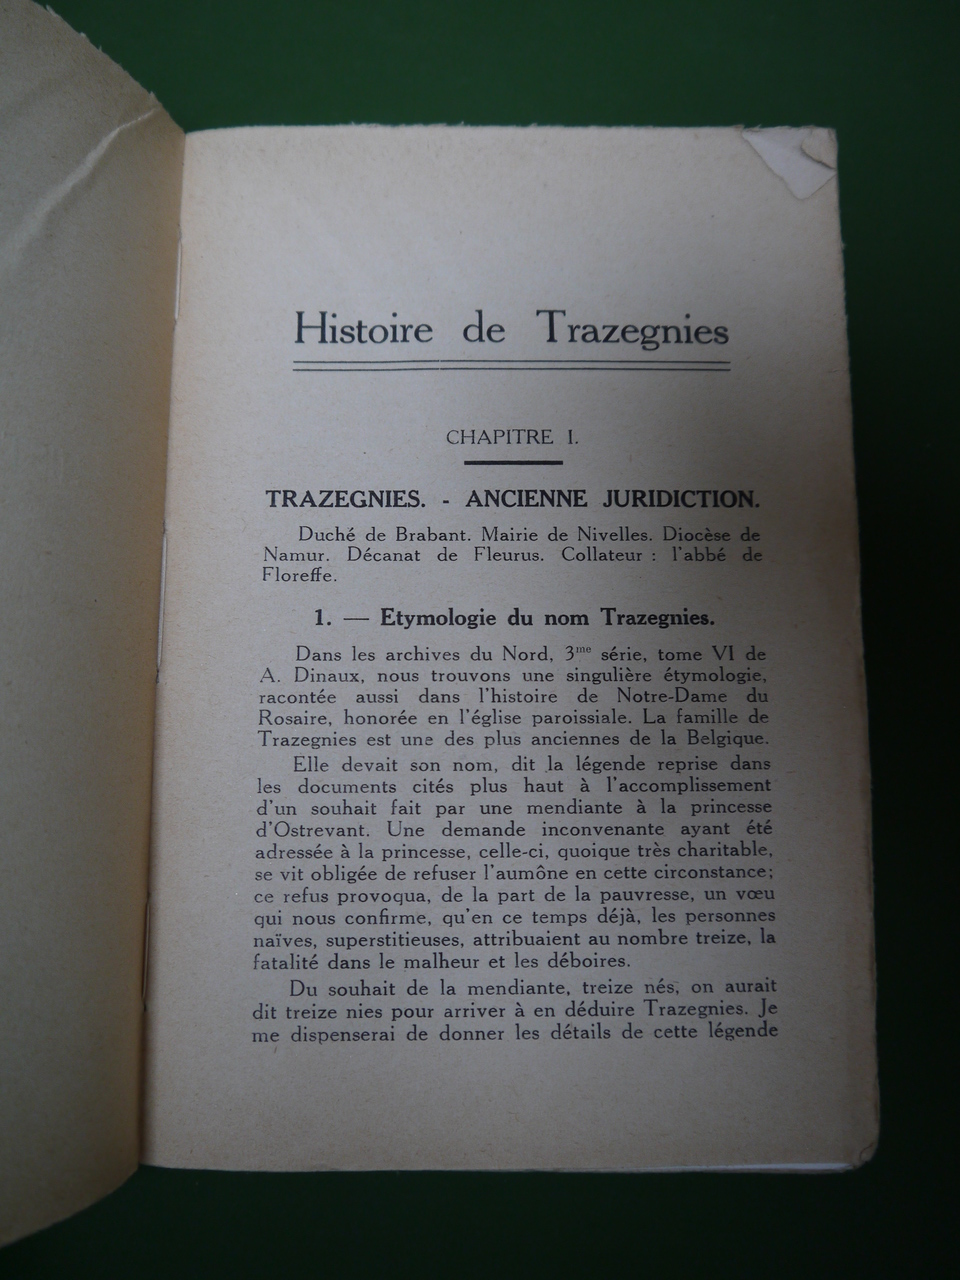 Histoire de Trazegnies
CHAPITRE I.
TRAZEGNIES. - ANCIENNE JURIDICTION.
Duché de Brabant. Mairie de Nivelles. Diocèse de
Namur. Décanat de Fleurus. Collateur : l'abbé de
Floreffe.
1. — Etymologie du nom Trazegnies.
Dans les archives du Nord, 3me série, tome VI de
A. Dinaux, nous trouvons une singulière étymologie,
racontée aussi dans l'histoire de Notre-Dame du
Rosaire, honorée en l'église paroissiale. La famille de
Trazegnies est une des plus anciennes de la Belgique.
Elle devait son nom, dit la légende reprise dans
les documents cités plus haut à l'accomplissement
d'un souhait fait par une mendiante à la princesse
d'Ostrevant. Une demande inconvenante ayant été
adressée à la princesse, celle-ci, quoique très charitable,
se vit obligée de refuser l'aumône en cette circonstance;
ce refus provoqua, de la part de la pauvresse, un vœu
qui nous confirme, qu'en ce temps déjà, les personnes
naïves, superstitieuses, attribuaient au nombre treize, la
fatalité dans le malheur et les déboires.
Du souhait de la mendiante, treize nés, on aurait
dit treize nies pour arriver à en déduire Trazegnies. Je
me dispenserai de donner les détails de cette légende